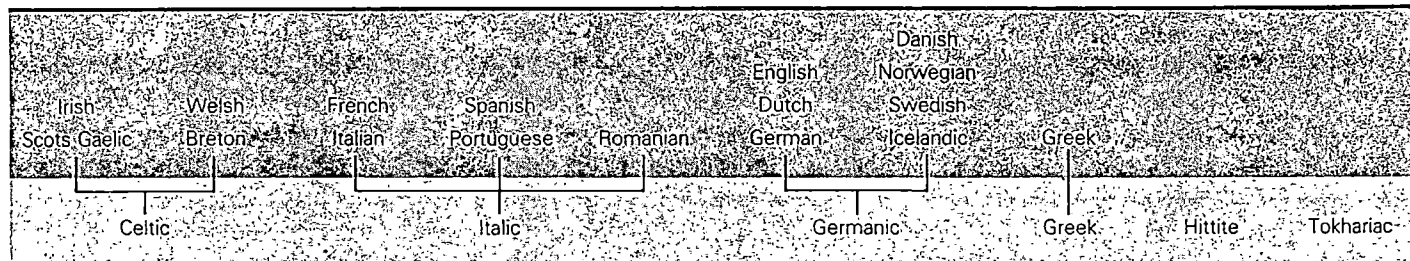 Danish
English Norwegian
Irish Welsh French Spanish Dutch Swedish
Scots Gaelic Breton Italian Portuguese Romanian German Icelandic Greek
Celtic Italic Germanic Greek Hittite Tokhariac